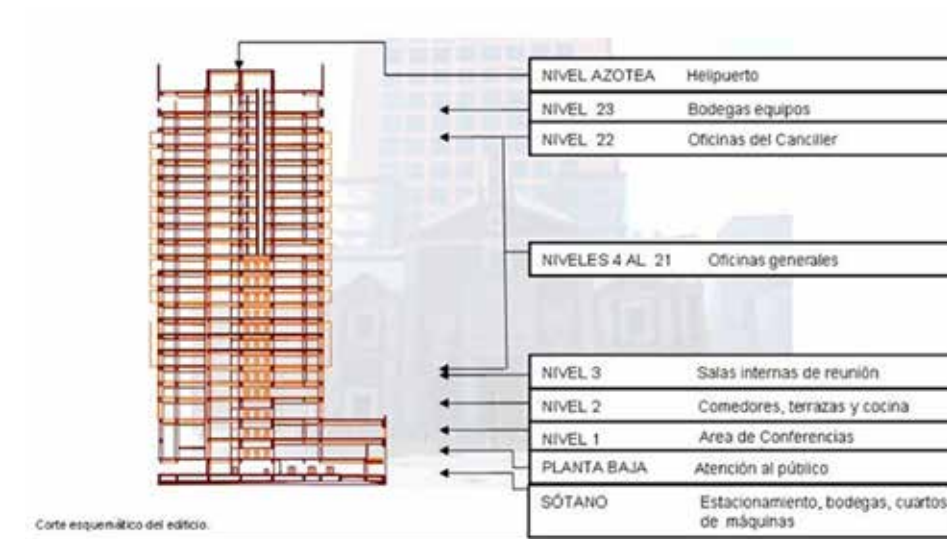 NIVEL AZOTEA Helipuerto
NIVEL 23 Bodegas equipos
NIVEL 22 Oficinas del Canciller
NIVELES 4 AL 21 Oficinas generales
NIVEL 3 Salas internas de reunión
NIVEL 2 Comedores, terrazas y cocina
NIVEL 1 Area de Conferencias
PLANTA BAJA Atención al público
SÓTANO Estacionamiento, bodegas, cuartos
de máquinas
Corte esquemático del edificio.